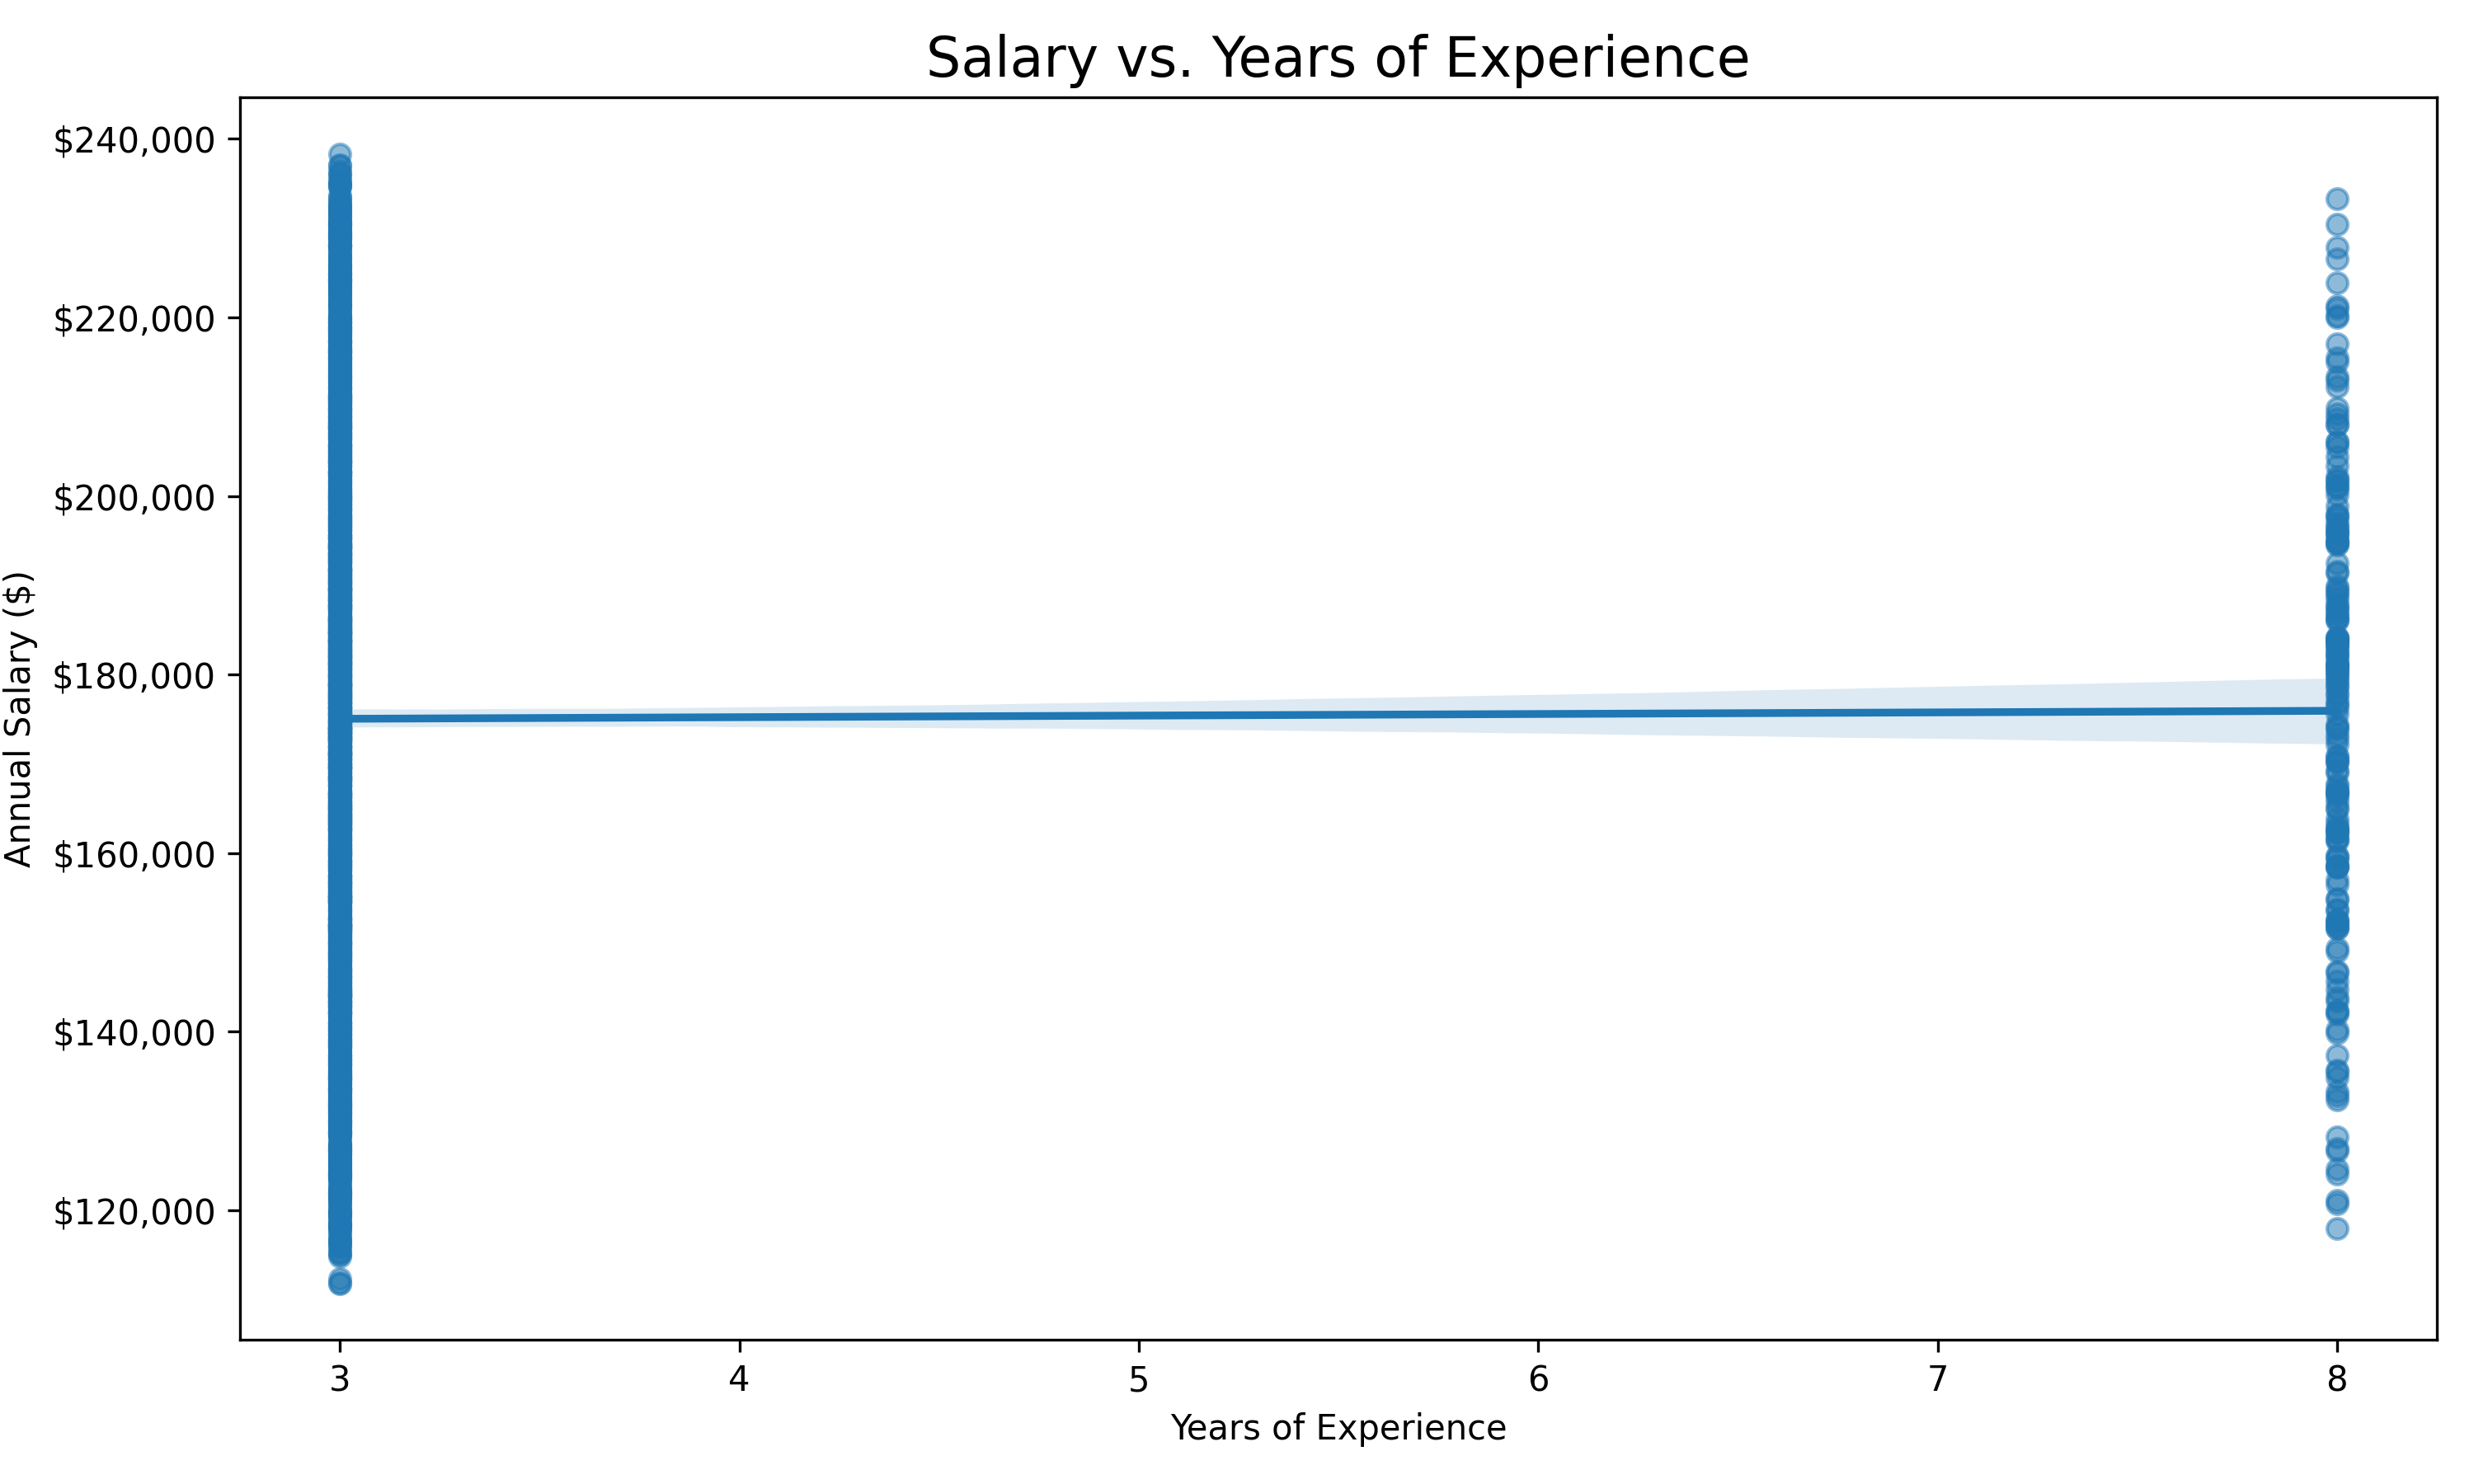 Salary vs. Years of Experience
Annual Salary ($)
$240,000
$220,000
$200,000
$180,000
$160,000
$140,000
$120,000
3 4 5 6 7 8
Years of Experience